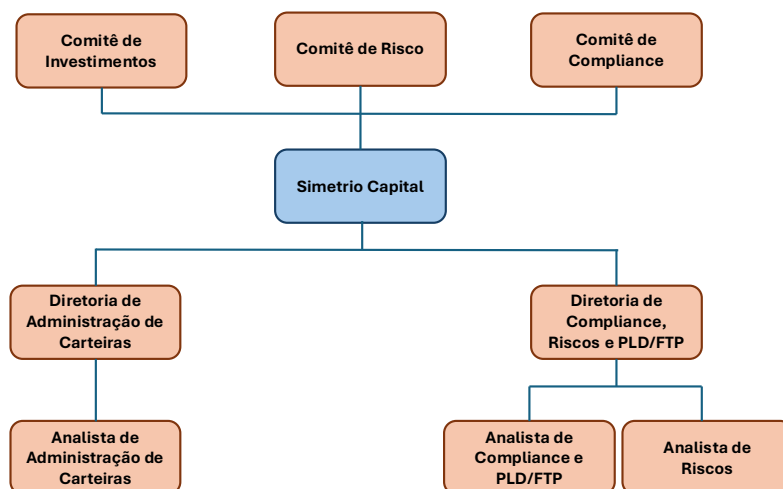 Comitê de
Investimentos
Comitê de Risco
Comitê de
Compliance
Simetrio Capital
Diretoria de
Administração de
Carteiras
Diretoria de
Compliance,
Riscos e PLD/FTP
Analista de
Administração de
Carteiras
Analista de
Compliance e
PLD/FTP
Analista de
Riscos